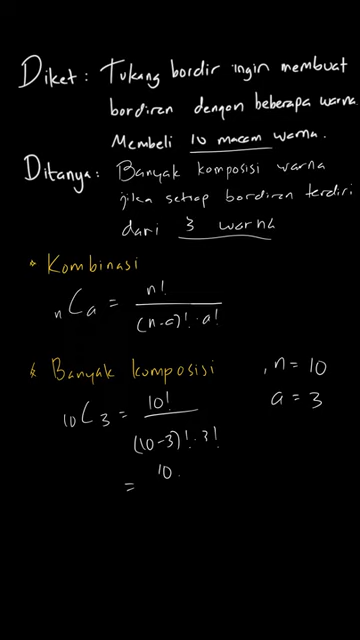 Diket : Tukang bordir ingin membuat
bordiran dengan beberapa warna.
Membeli 10 macam warna.
Ditanya : Banyak komposisi warna
jika setiap bordiran terdiri
dari 3 warna
* Kombinasi
nCa = n! / (n-a)! . a!
* Banyak komposisi , n = 10
10C3 = 10! / (10-3)! . 3! a = 3
= 10.